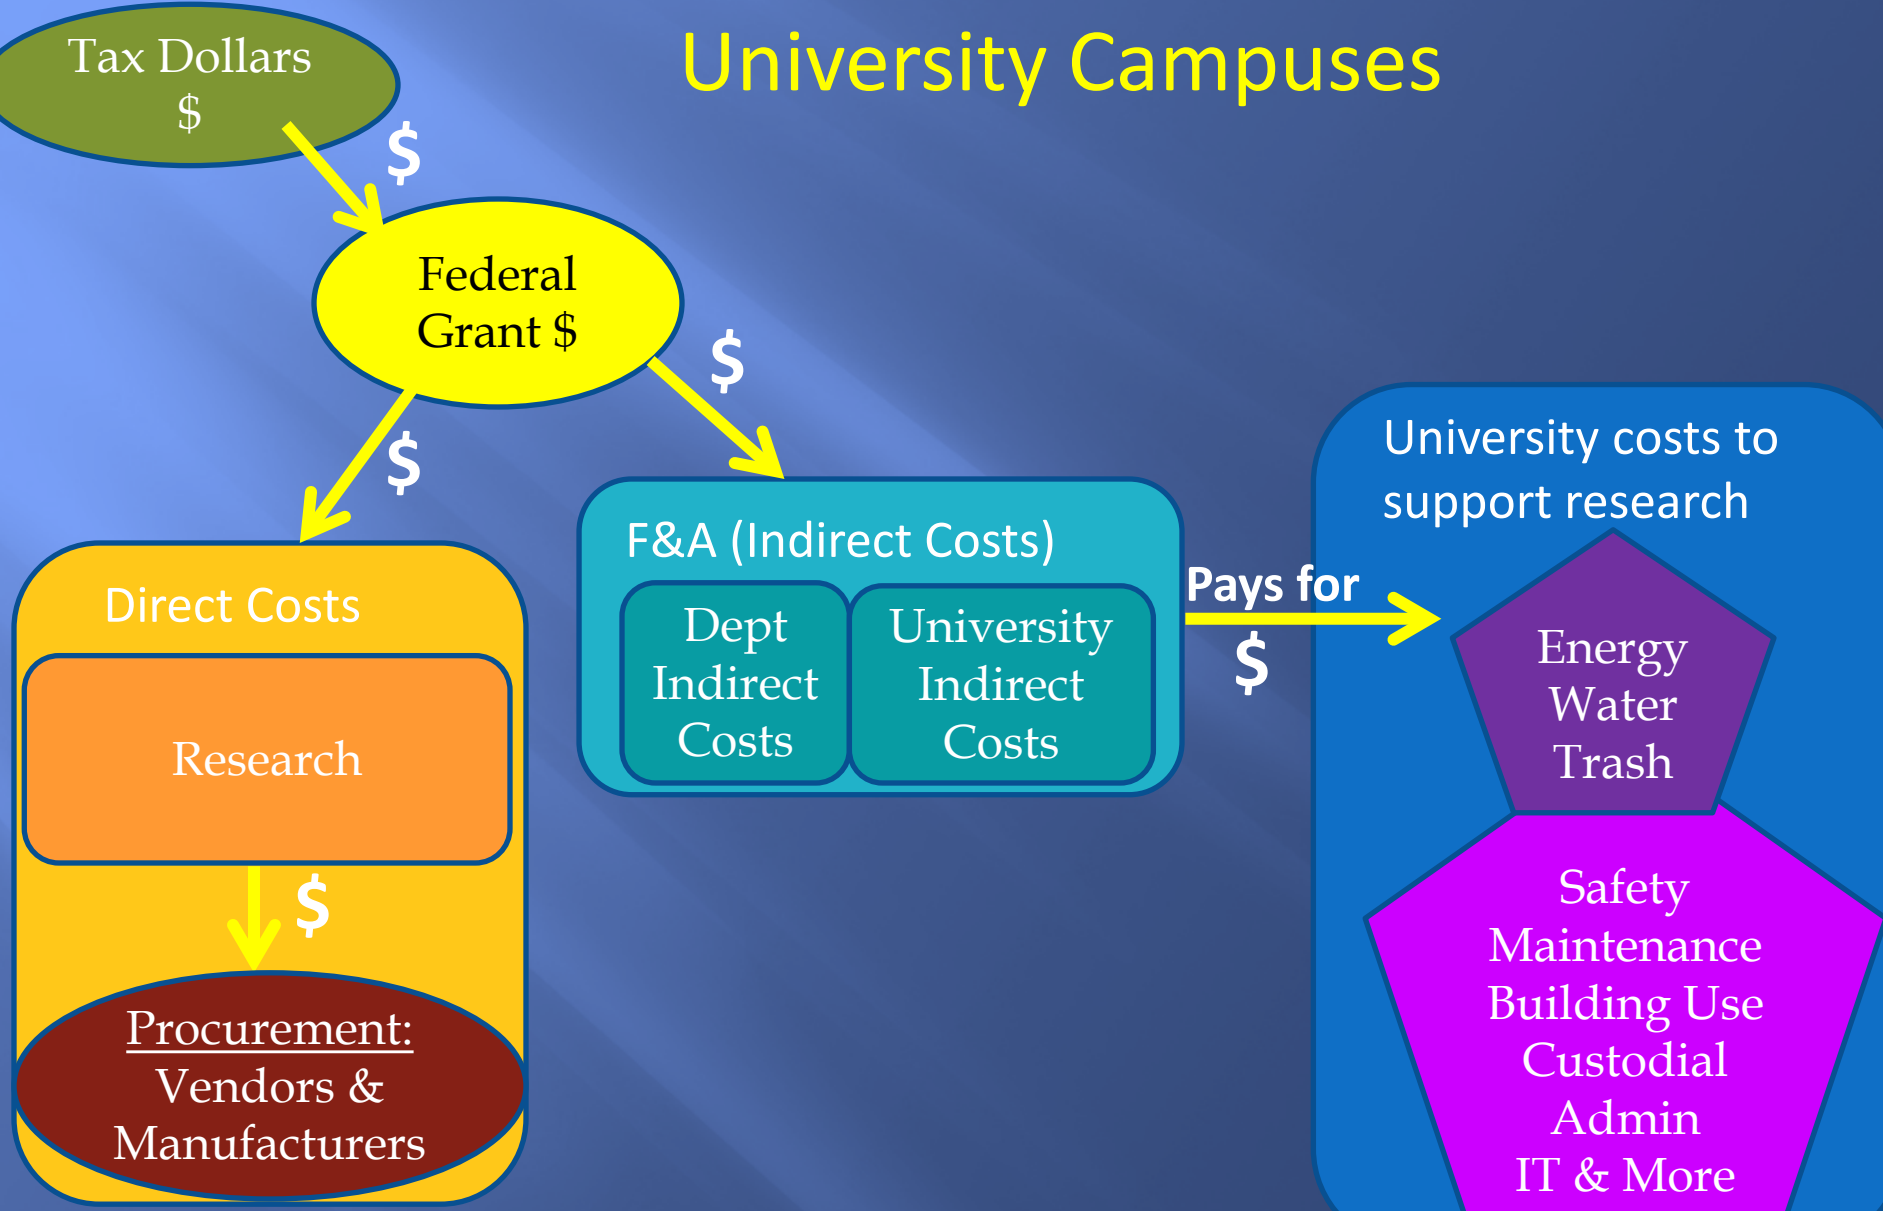 University Campuses
Tax Dollars
$
$
Federal
Grant $
$
$
Direct Costs
Research
$
Procurement:
Vendors &
Manufacturers
F&A (Indirect Costs)
Dept
Indirect
Costs
University
Indirect
Costs
Pays for
$
University costs to
support research
Energy
Water
Trash
Safety
Maintenance
Building Use
Custodial
Admin
IT & More